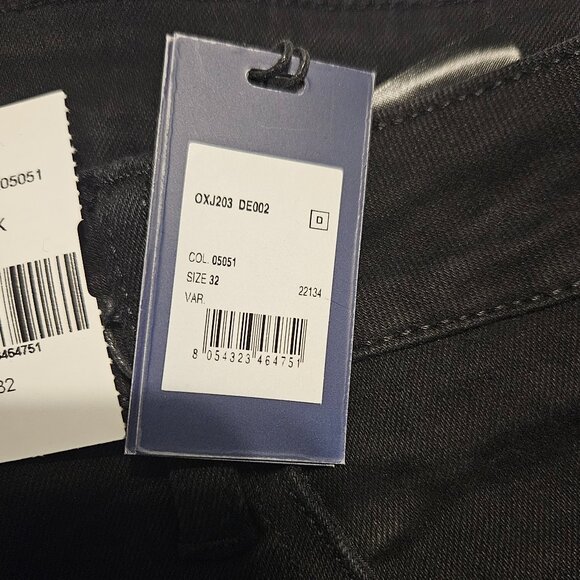 05051
K
464751
32
OXJ203 DE002
D
COL. 05051
SIZE 32
VAR.
22134
8 054323 464751